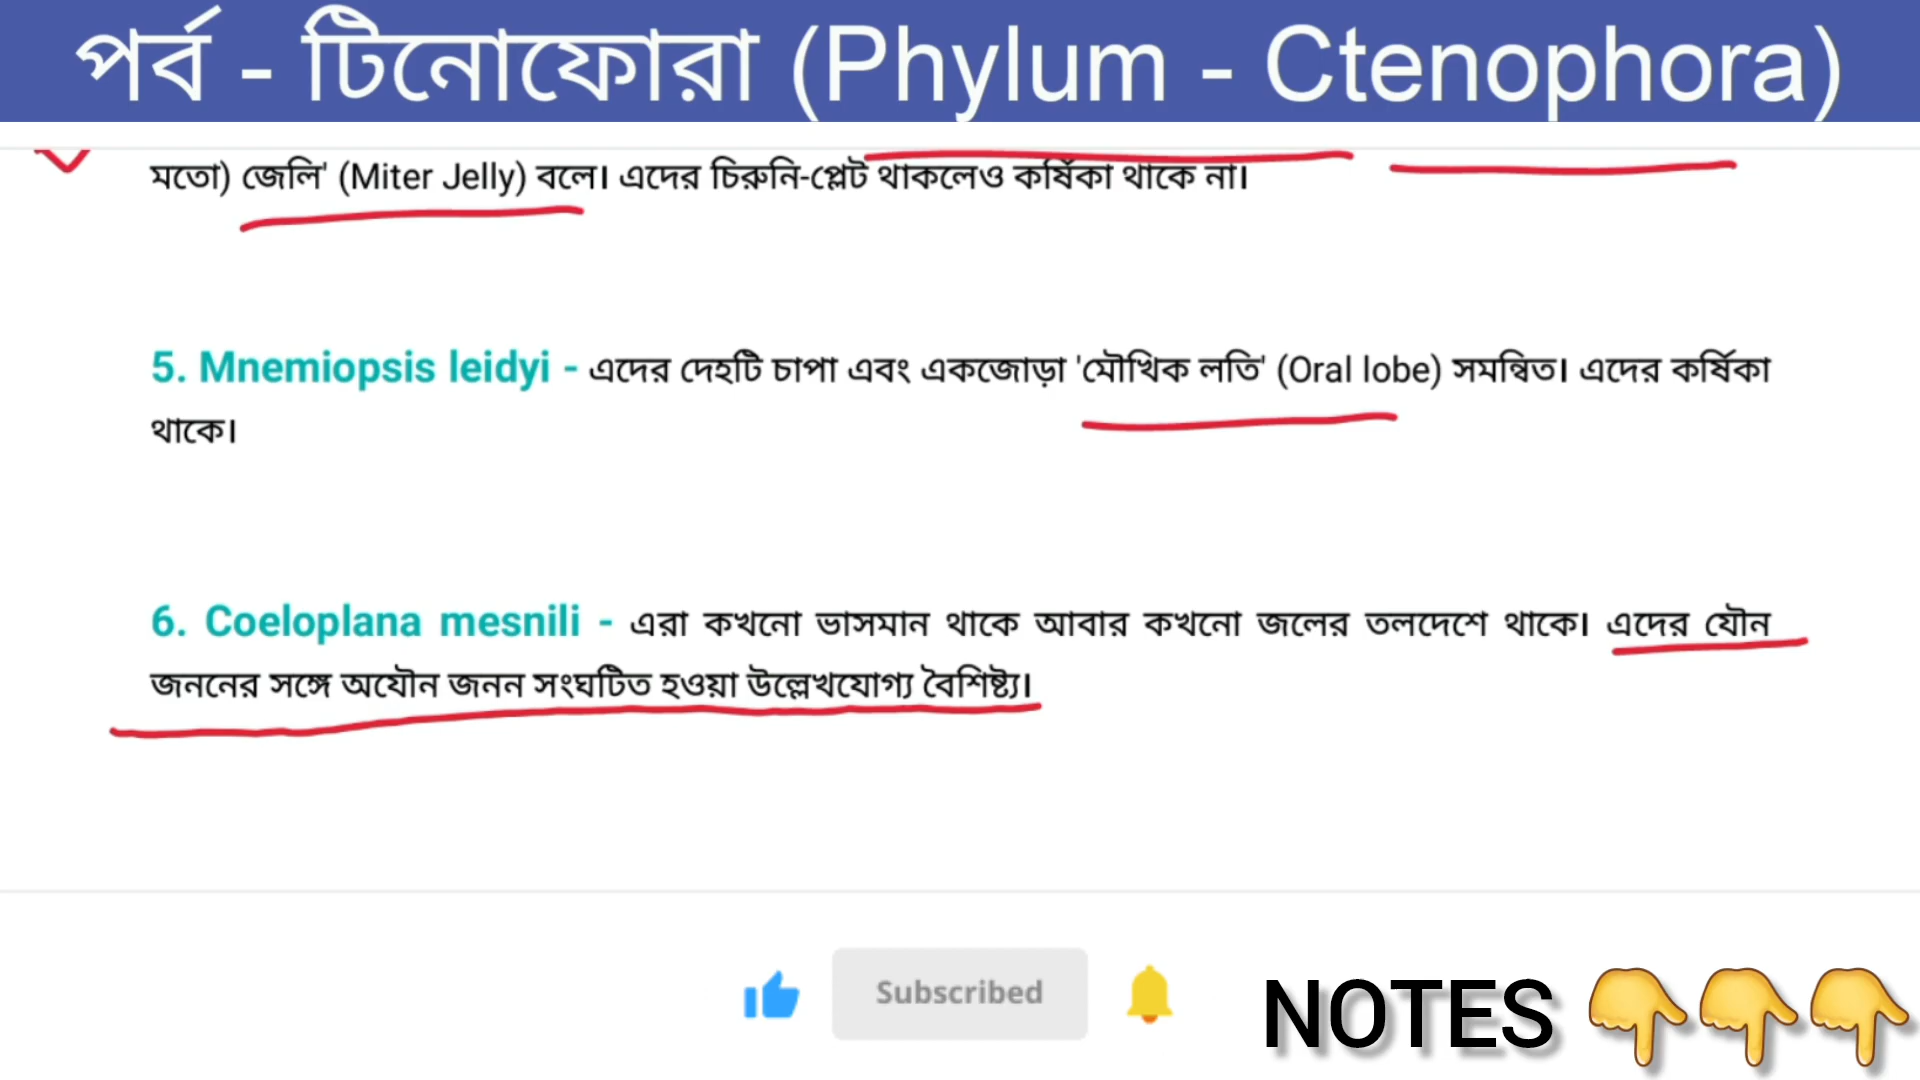 পর্ব - টিনোফোরা (Phylum - Ctenophora)
মতো) জেলি' (Miter Jelly) বলে। এদের চিরুনি-প্লেট থাকলেও কর্ষিকা থাকে না।
5. Mnemiopsis leidyi - এদের দেহটি চাপা এবং একজোড়া 'মৌখিক লতি' (Oral lobe) সমন্বিত। এদের কর্ষিকা
থাকে।
6. Coeloplana mesnili - এরা কখনো ভাসমান থাকে আবার কখনো জলের তলদেশে থাকে। এদের যৌন
জননের সঙ্গে অযৌন জনন সংঘটিত হওয়া উল্লেখযোগ্য বৈশিষ্ট্য।
Subscribed
NOTES 👇👇👇